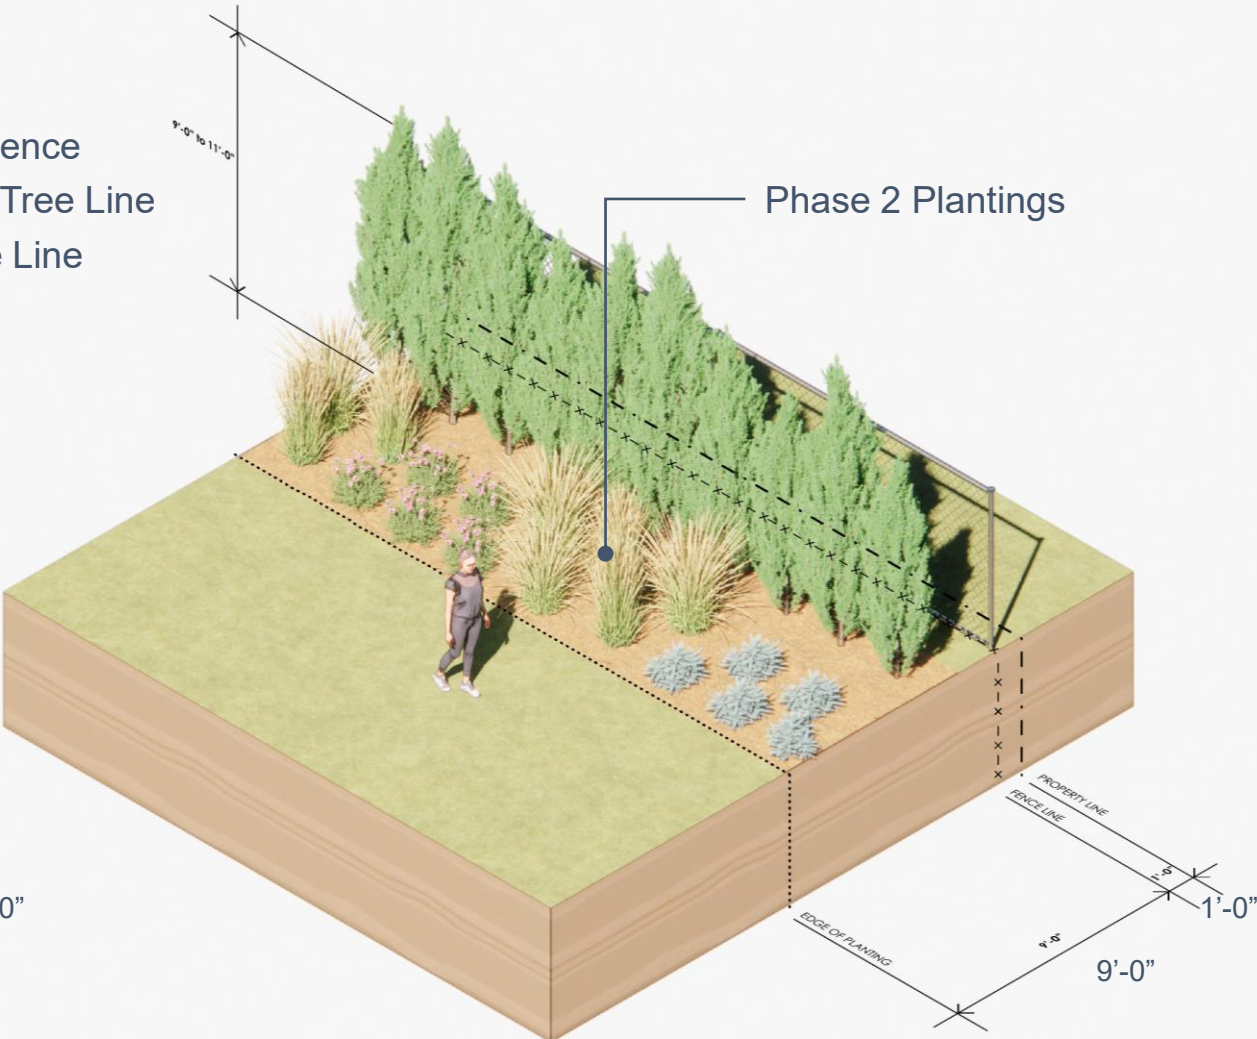 9'-0" to 11'-0"
ence
Tree Line
e Line
Phase 2 Plantings
PROPERTY LINE
FENCE LINE
1'-0"
1'-0”
0”
EDGE OF PLANTING
9'-0"
9'-0”